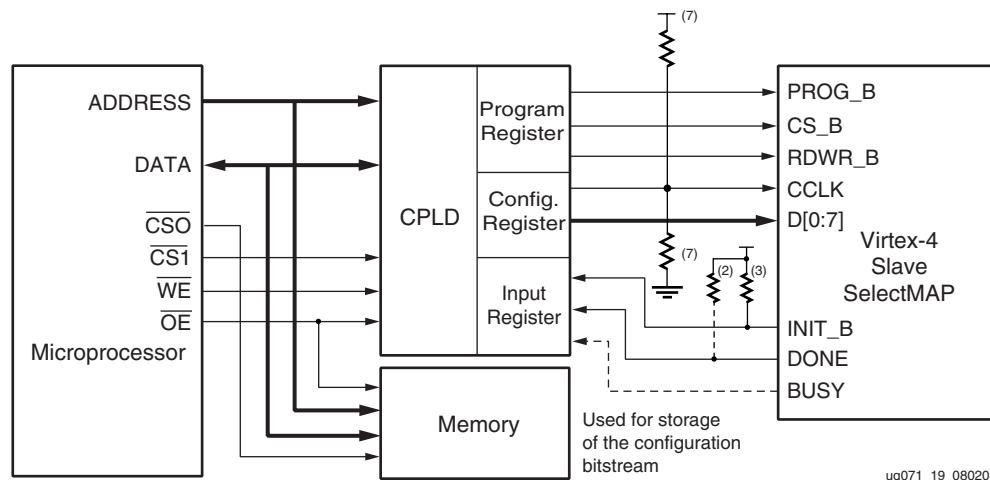 (7)
ADDRESS
DATA
CSO
CS1
WE
OE
Microprocessor
CPLD
Program
Register
Config.
Register
Input
Register
(7)
(2)
(3)
PROG_B
CS_B
RDWR_B
CCLK
D[0:7]
Virtex-4
Slave
SelectMAP
INIT_B
DONE
BUSY
Memory
Used for storage
of the configuration
bitstream
ug071_19_08020